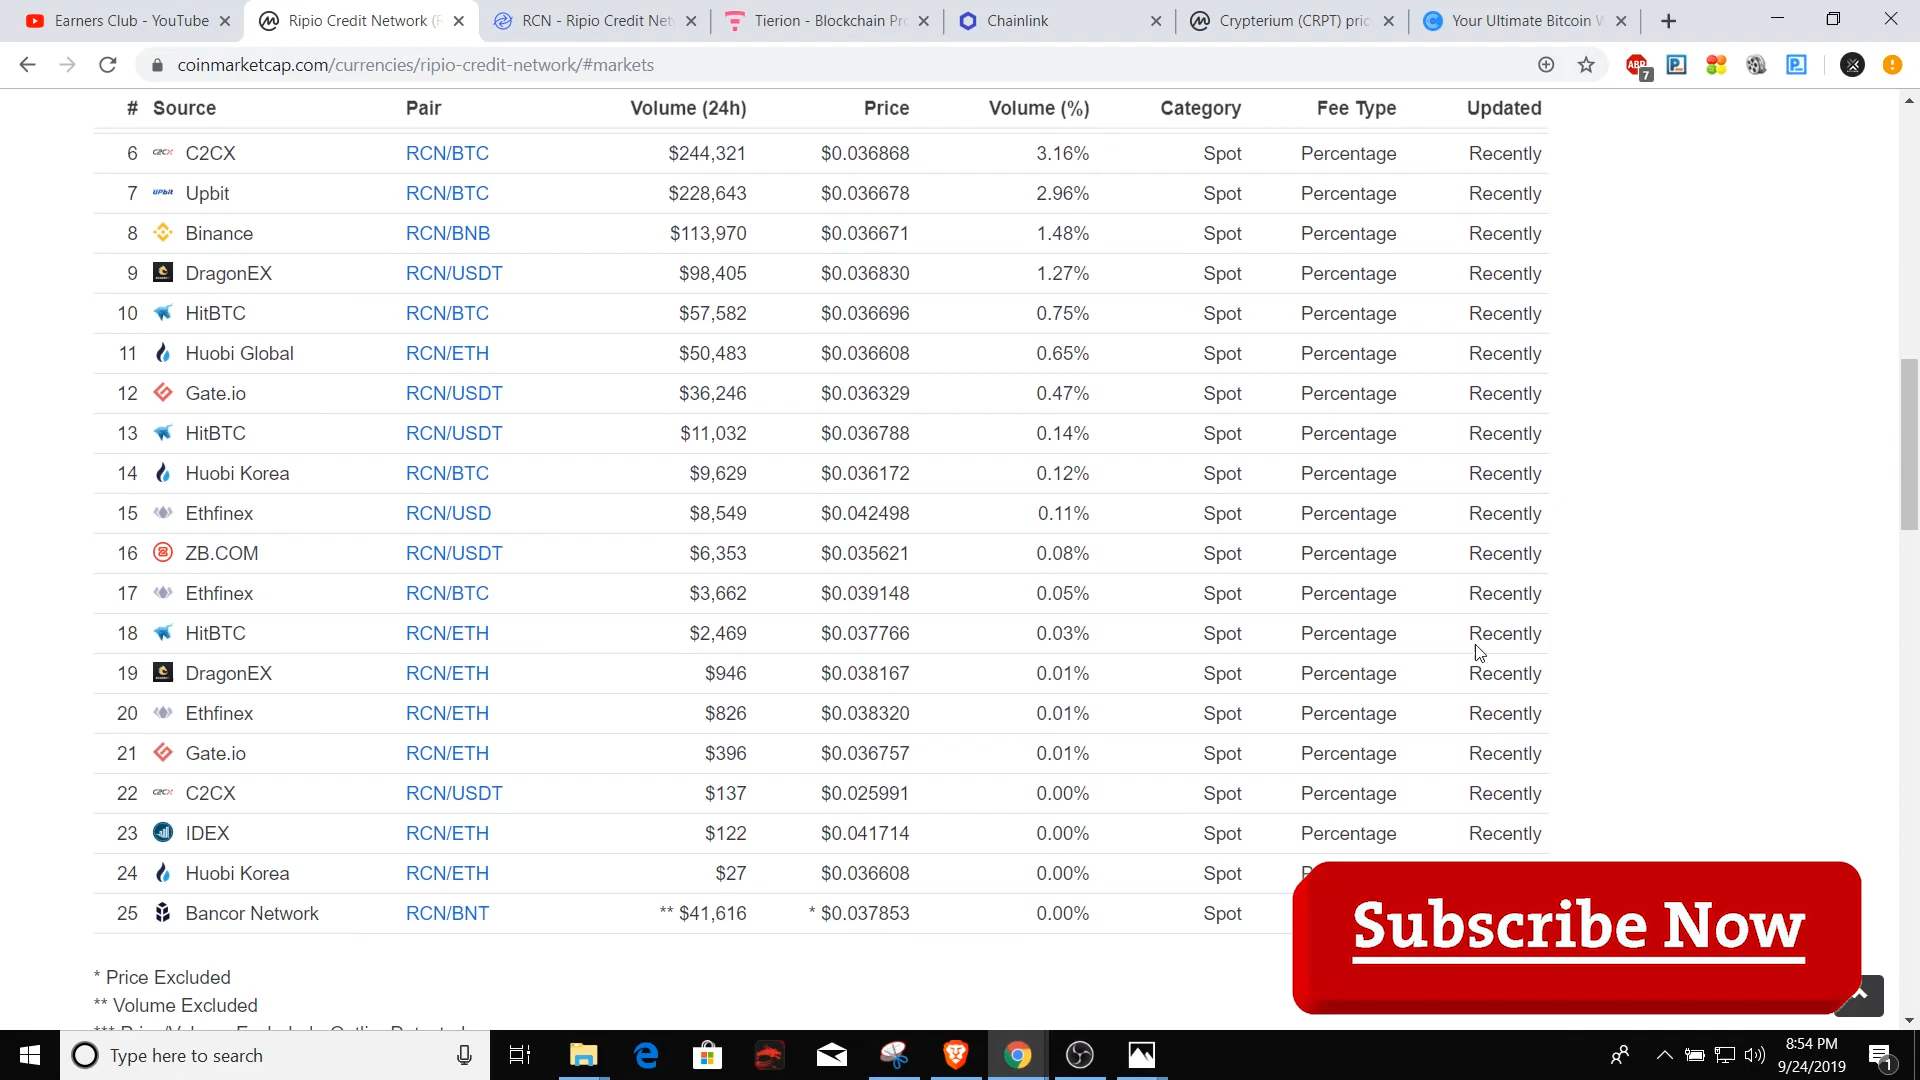 Earners Club - YouTube
Ripio Credit Network (R
RCN - Ripio Credit Net
Tierion - Blockchain Pr
Chainlink
Crypterium (CRPT) pric
Your Ultimate Bitcoin W
coinmarketcap.com/currencies/ripio-credit-network/#markets
ABP
7
# Source Pair Volume (24h) Price Volume (%) Category Fee Type Updated
6 C2CX C2CX RCN/BTC $244,321 $0.036868 3.16% Spot Percentage Recently
7 UPbit Upbit RCN/BTC $228,643 $0.036678 2.96% Spot Percentage Recently
8 Binance RCN/BNB $113,970 $0.036671 1.48% Spot Percentage Recently
9 DragonEX RCN/USDT $98,405 $0.036830 1.27% Spot Percentage Recently
10 HitBTC RCN/BTC $57,582 $0.036696 0.75% Spot Percentage Recently
11 Huobi Global RCN/ETH $50,483 $0.036608 0.65% Spot Percentage Recently
12 Gate.io RCN/USDT $36,246 $0.036329 0.47% Spot Percentage Recently
13 HitBTC RCN/USDT $11,032 $0.036788 0.14% Spot Percentage Recently
14 Huobi Korea RCN/BTC $9,629 $0.036172 0.12% Spot Percentage Recently
15 Ethfinex RCN/USD $8,549 $0.042498 0.11% Spot Percentage Recently
16 ZB.COM RCN/USDT $6,353 $0.035621 0.08% Spot Percentage Recently
17 Ethfinex RCN/BTC $3,662 $0.039148 0.05% Spot Percentage Recently
18 HitBTC RCN/ETH $2,469 $0.037766 0.03% Spot Percentage Recently
19 DragonEX RCN/ETH $946 $0.038167 0.01% Spot Percentage Recently
20 Ethfinex RCN/ETH $826 $0.038320 0.01% Spot Percentage Recently
21 Gate.io RCN/ETH $396 $0.036757 0.01% Spot Percentage Recently
22 C2CX C2CX RCN/USDT $137 $0.025991 0.00% Spot Percentage Recently
23 IDEX RCN/ETH $122 $0.041714 0.00% Spot Percentage Recently
24 Huobi Korea RCN/ETH $27 $0.036608 0.00% Spot
25 Bancor Network RCN/BNT ** $41,616 * $0.037853 0.00% Spot
Subscribe Now
* Price Excluded
** Volume Excluded
Type here to search
8:54 PM
9/24/2019
1